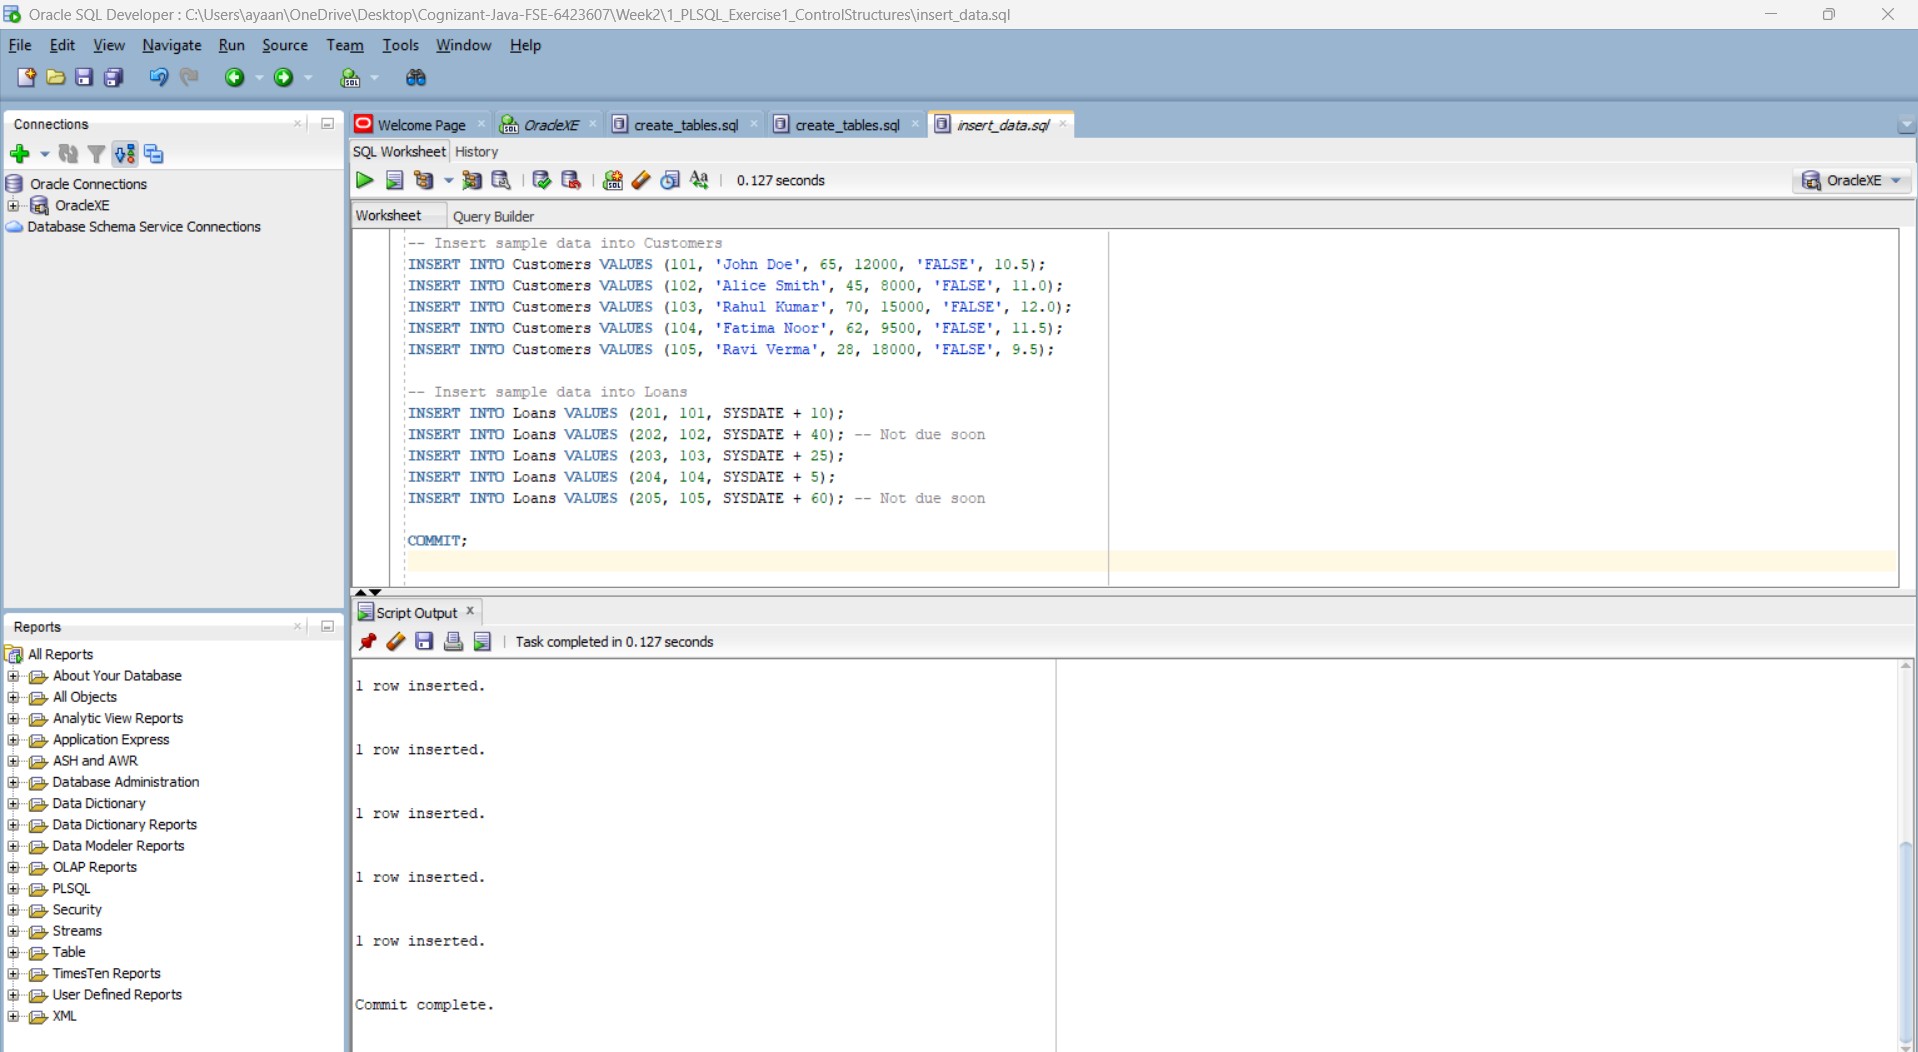 Oracle SQL Developer : C:\Users\ayaan\OneDrive\Desktop\Cognizant-Java-FSE-6423607\Week2\1_PLSQL_Exercise1_ControlStructures\insert_data.sql
File Edit View Navigate Run Source Team Tools Window Help
Connections
Oracle Connections
OracleXE
Database Schema Service Connections
Reports
All Reports
About Your Database
All Objects
Analytic View Reports
Application Express
ASH and AWR
Database Administration
Data Dictionary
Data Dictionary Reports
Data Modeler Reports
OLAP Reports
PLSQL
Security
Streams
Table
TimesTen Reports
User Defined Reports
XML
Welcome Page OracleXE create_tables.sql create_tables.sql insert_data.sql
SQL Worksheet History
0.127 seconds OracleXE
Worksheet Query Builder
-- Insert sample data into Customers
INSERT INTO Customers VALUES (101, 'John Doe', 65, 12000, 'FALSE', 10.5);
INSERT INTO Customers VALUES (102, 'Alice Smith', 45, 8000, 'FALSE', 11.0);
INSERT INTO Customers VALUES (103, 'Rahul Kumar', 70, 15000, 'FALSE', 12.0);
INSERT INTO Customers VALUES (104, 'Fatima Noor', 62, 9500, 'FALSE', 11.5);
INSERT INTO Customers VALUES (105, 'Ravi Verma', 28, 18000, 'FALSE', 9.5);
-- Insert sample data into Loans
INSERT INTO Loans VALUES (201, 101, SYSDATE + 10);
INSERT INTO Loans VALUES (202, 102, SYSDATE + 40); -- Not due soon
INSERT INTO Loans VALUES (203, 103, SYSDATE + 25);
INSERT INTO Loans VALUES (204, 104, SYSDATE + 5);
INSERT INTO Loans VALUES (205, 105, SYSDATE + 60); -- Not due soon
COMMIT;
Script Output
Task completed in 0.127 seconds
1 row inserted.
1 row inserted.
1 row inserted.
1 row inserted.
1 row inserted.
Commit complete.